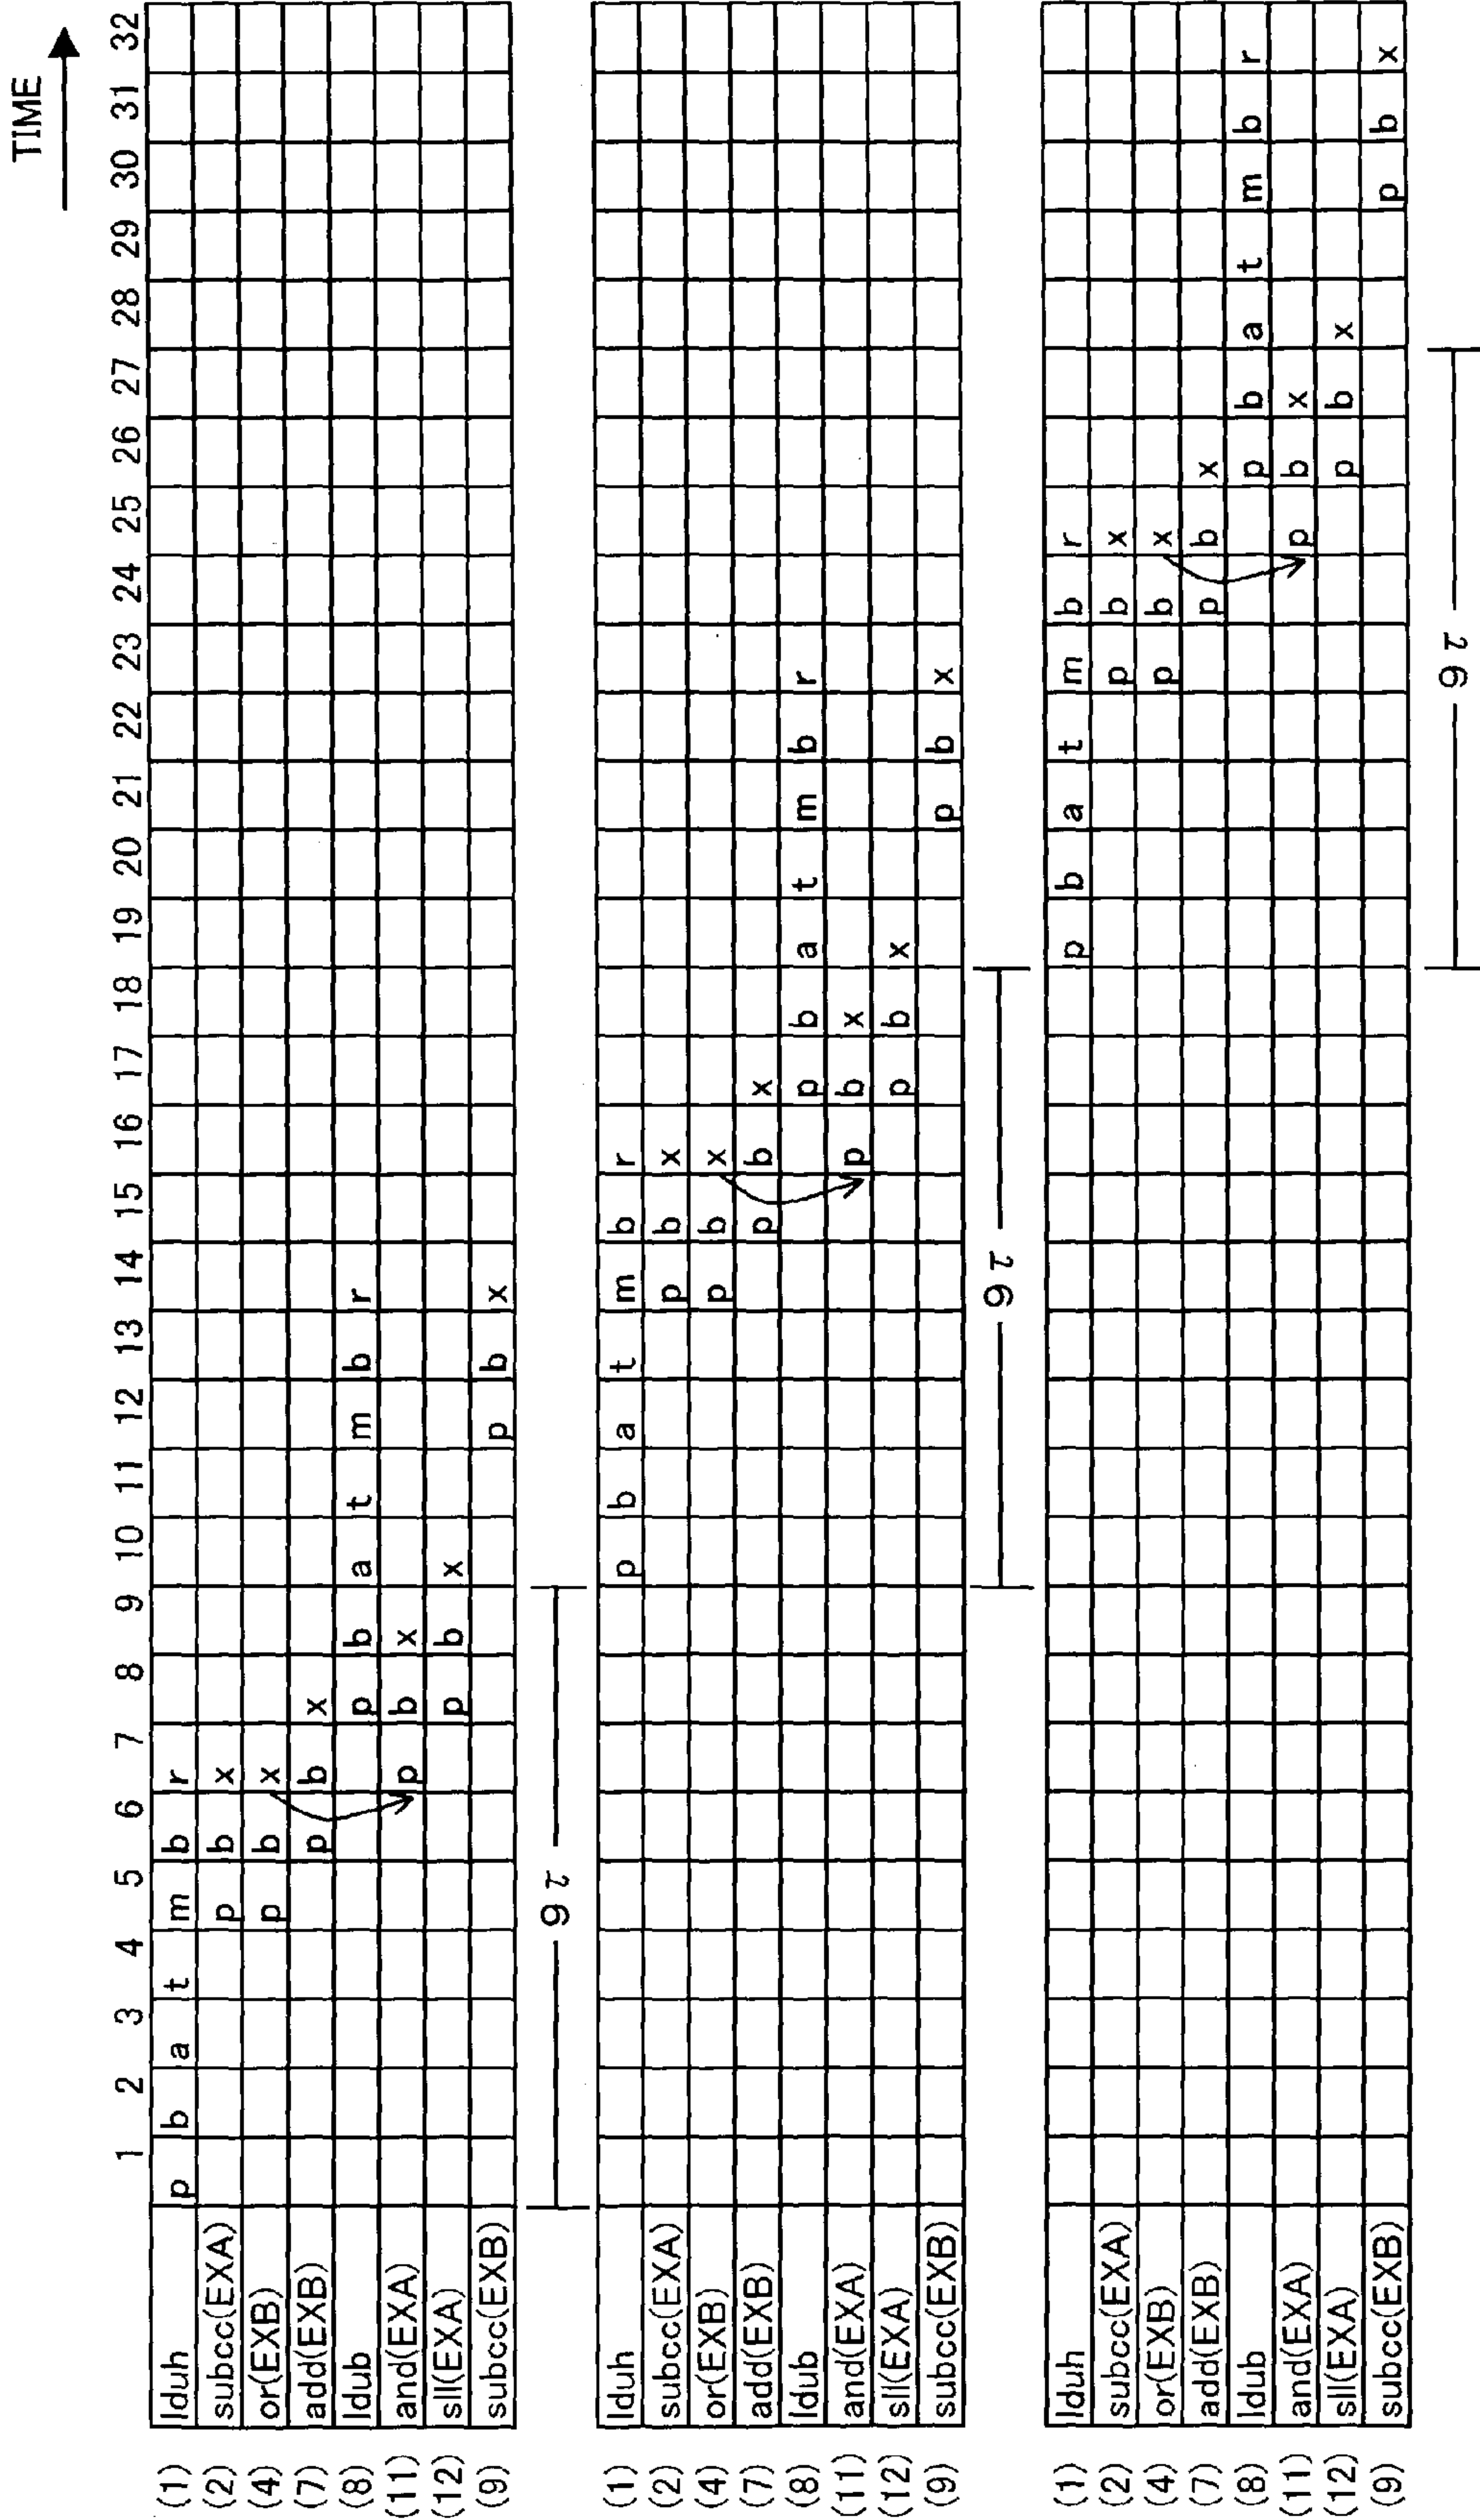 TIME
1 2 3 4 5 6 7 8 9 10 11 12 13 14 15 16 17 18 19 20 21 22 23 24 25 26 27 28 29 30 31 32
(1) lduh p b a t m b r
(2) subcc(EXA) p b x
(4) or(EXB) p b x
(7) add(EXB) p b x
(8) ldub p b a t m b r
(11) and(EXA) p b x
(12) sll(EXA) p b x
(9) subcc(EXB) p b x
9τ
(1) lduh p b a t m b r
(2) subcc(EXA) p b x
(4) or(EXB) p b x
(7) add(EXB) p b x
(8) ldub p b a t m b r
(11) and(EXA) p b x
(12) sll(EXA) p b x
(9) subcc(EXB) p b x
9τ
(1) lduh p b a t m b r
(2) subcc(EXA) p b x
(4) or(EXB) p b x
(7) add(EXB) p b x
(8) ldub p b a t m b r
(11) and(EXA) p b x
(12) sll(EXA) p b x
(9) subcc(EXB) p b x
9τ